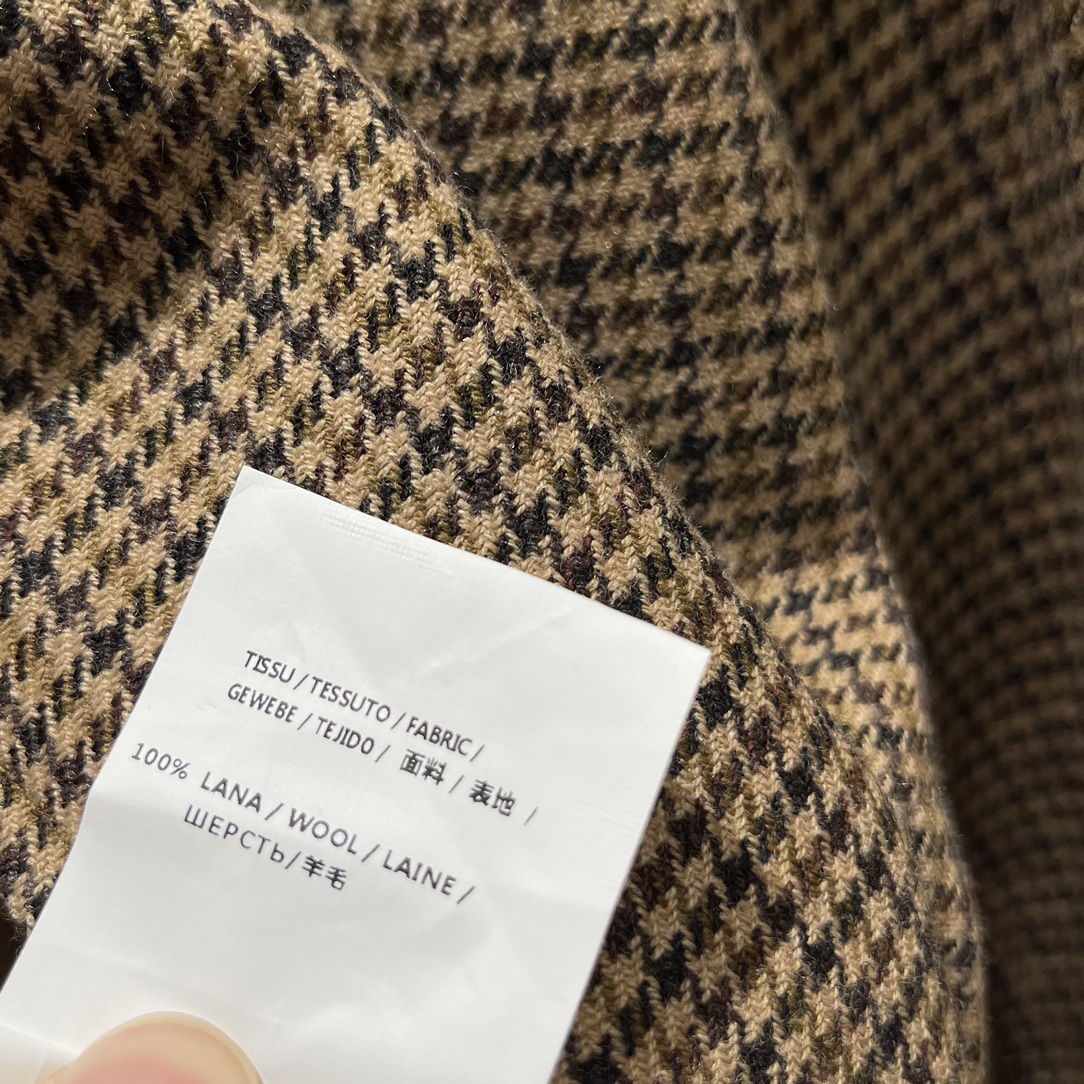 TISSU / TESSUTO / FABRIC /
GEWEBE / TEJIDO / 面料 / 表地 /
100% LANA / WOOL / LAINE /
ШЕРСТЬ/羊毛